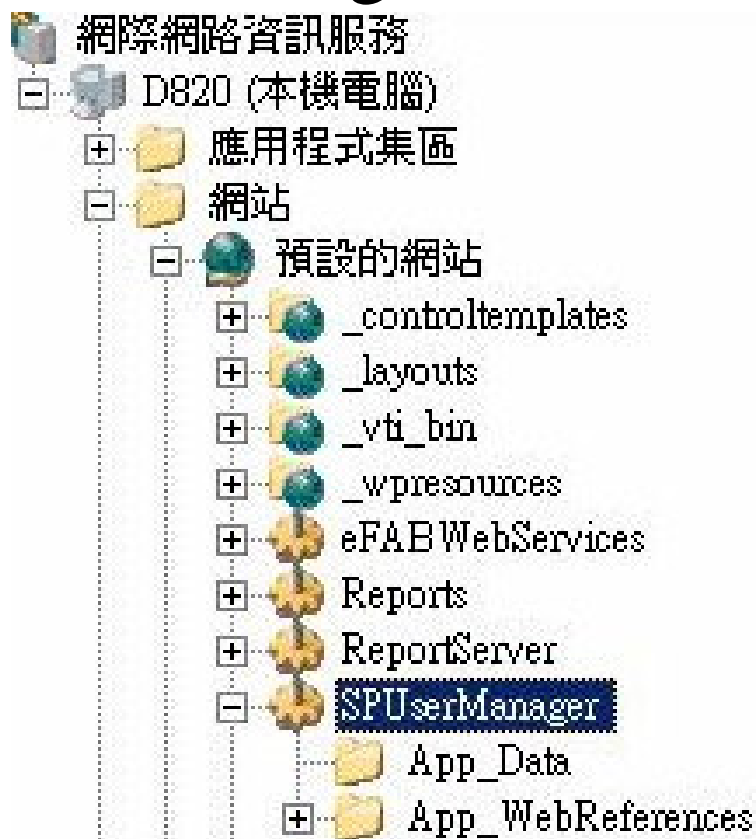 網際網路資訊服務
D820 (本機電腦)
應用程式集區
網站
預設的網站
_controltemplates
_layouts
_vti_bin
_wpresources
eFABWebServices
Reports
ReportServer
SPUserManager
App_Data
App_WebReferences